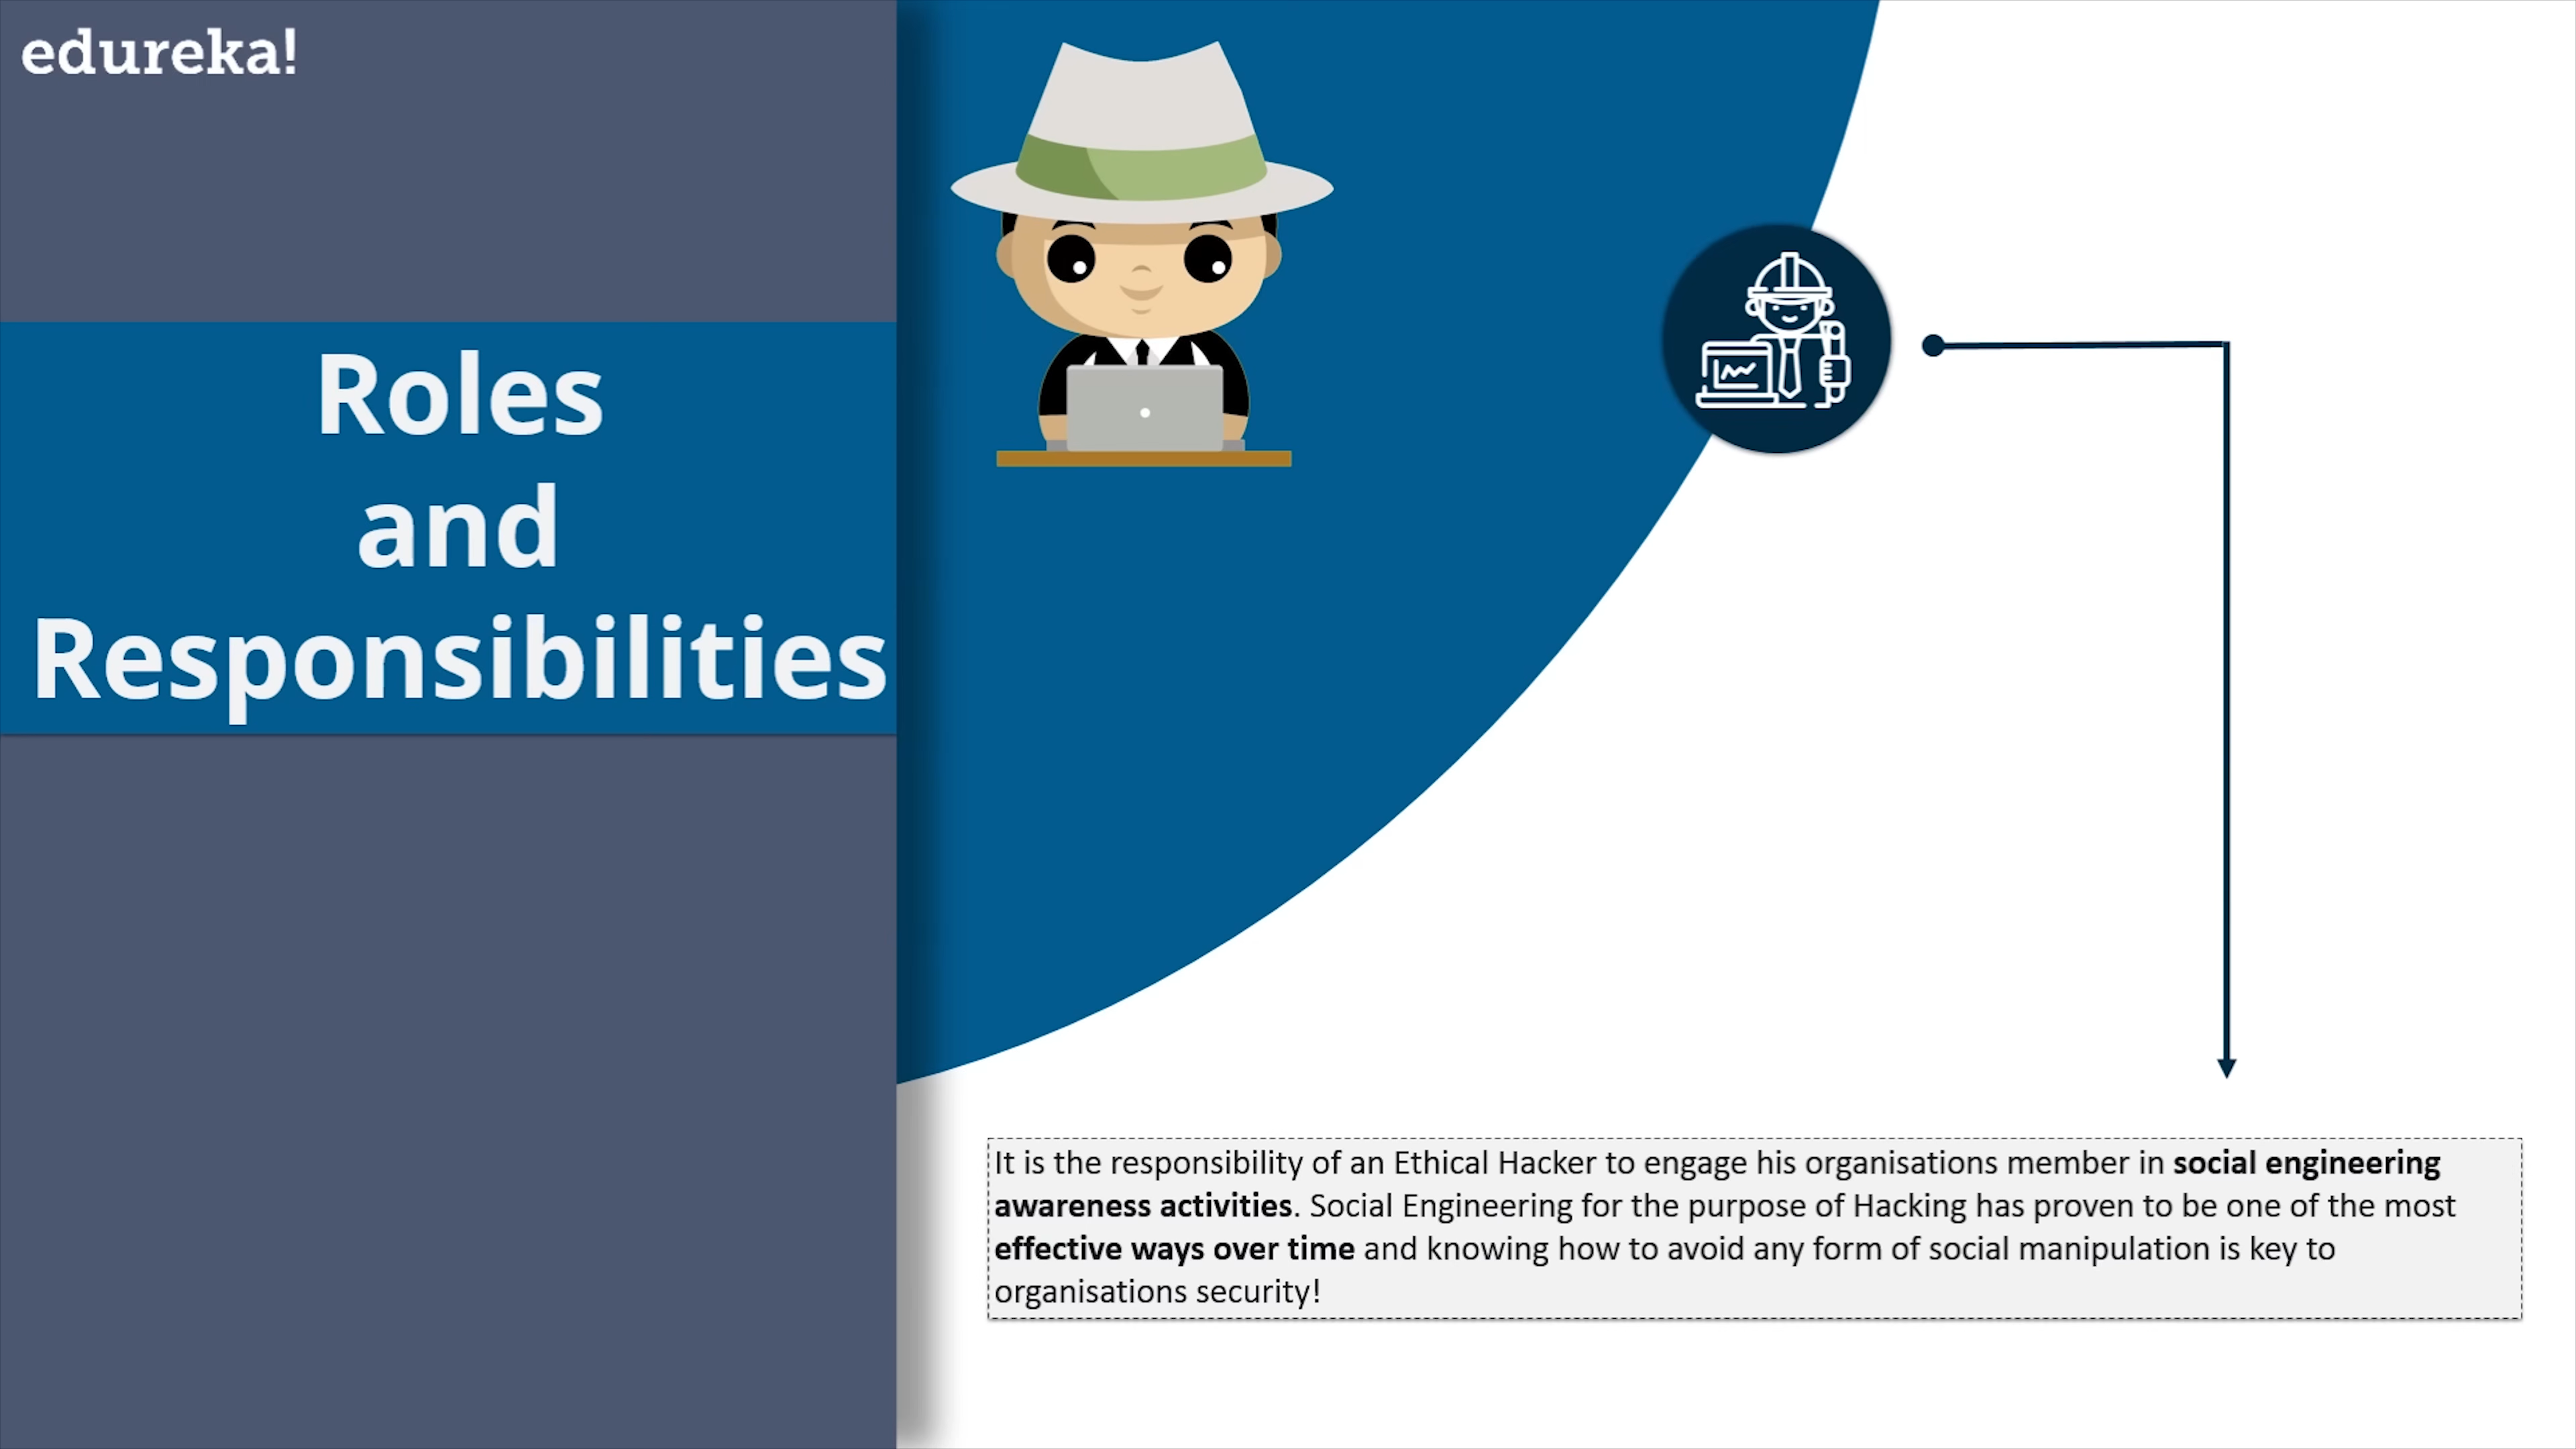 edureka!
Roles
and
Responsibilities
It is the responsibility of an Ethical Hacker to engage his organisations member in social engineering
awareness activities. Social Engineering for the purpose of Hacking has proven to be one of the most
effective ways over time and knowing how to avoid any form of social manipulation is key to
organisations security!